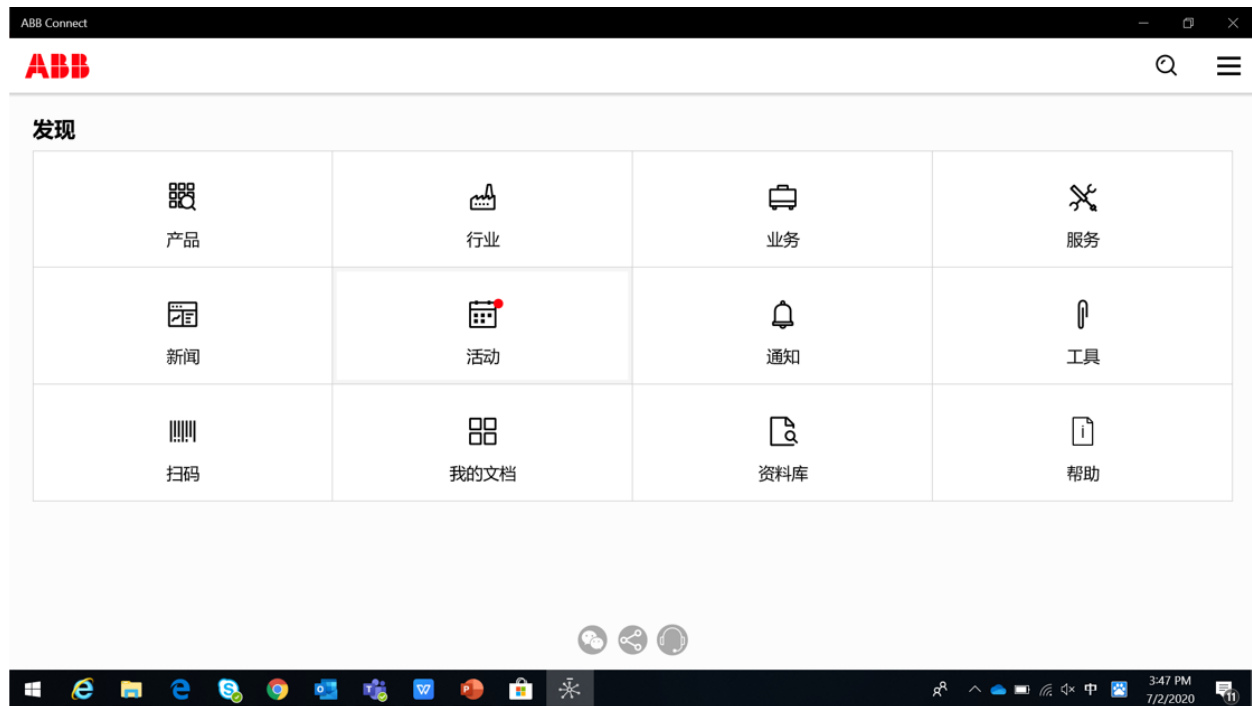 ABB Connect
ABB
发现
产品
行业
业务
服务
新闻
活动
通知
工具
扫码
我的文档
资料库
帮助
中
3:47 PM
7/2/2020
11